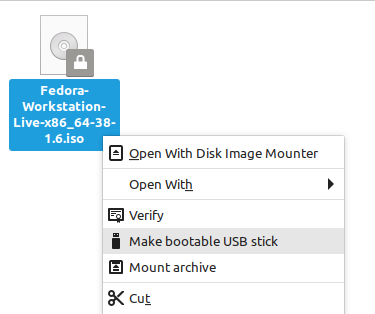 Fedora-
Workstation-
Live-x86_64-38-
1.6.iso
Open With Disk Image Mounter
Open With
Verify
Make bootable USB stick
Mount archive
Cut